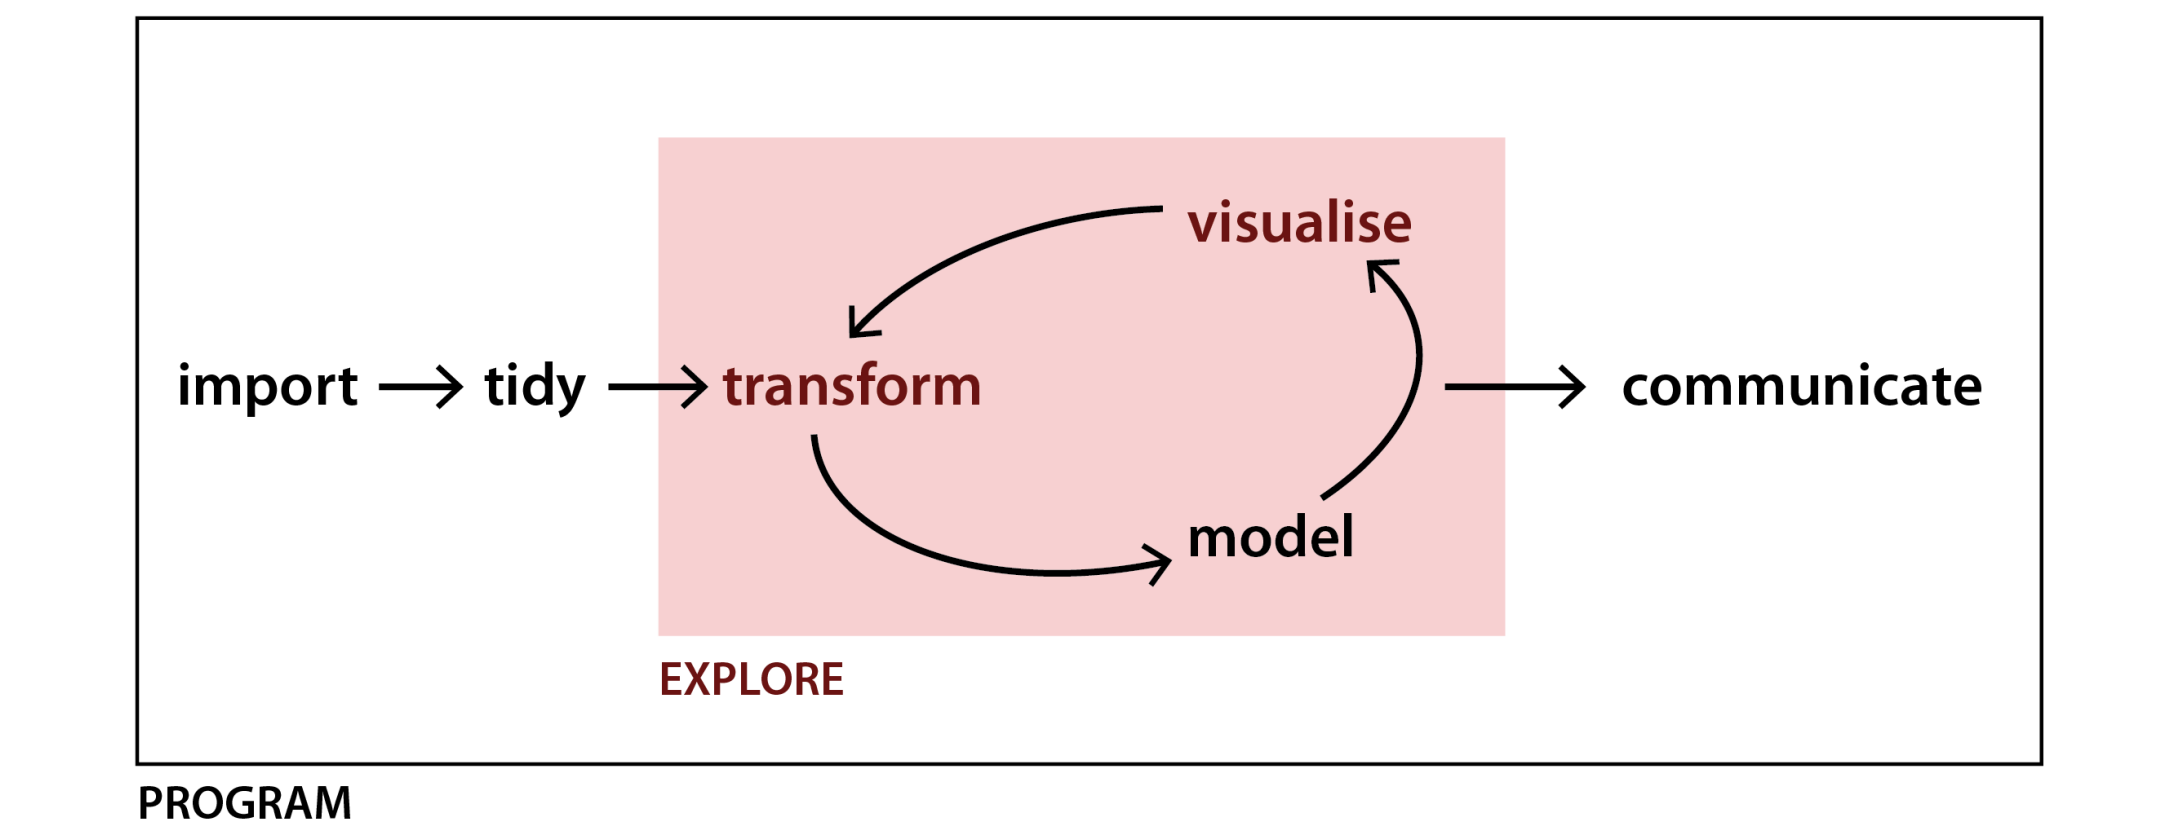 visualise
import
tidy
transform
communicate
model
EXPLORE
PROGRAM